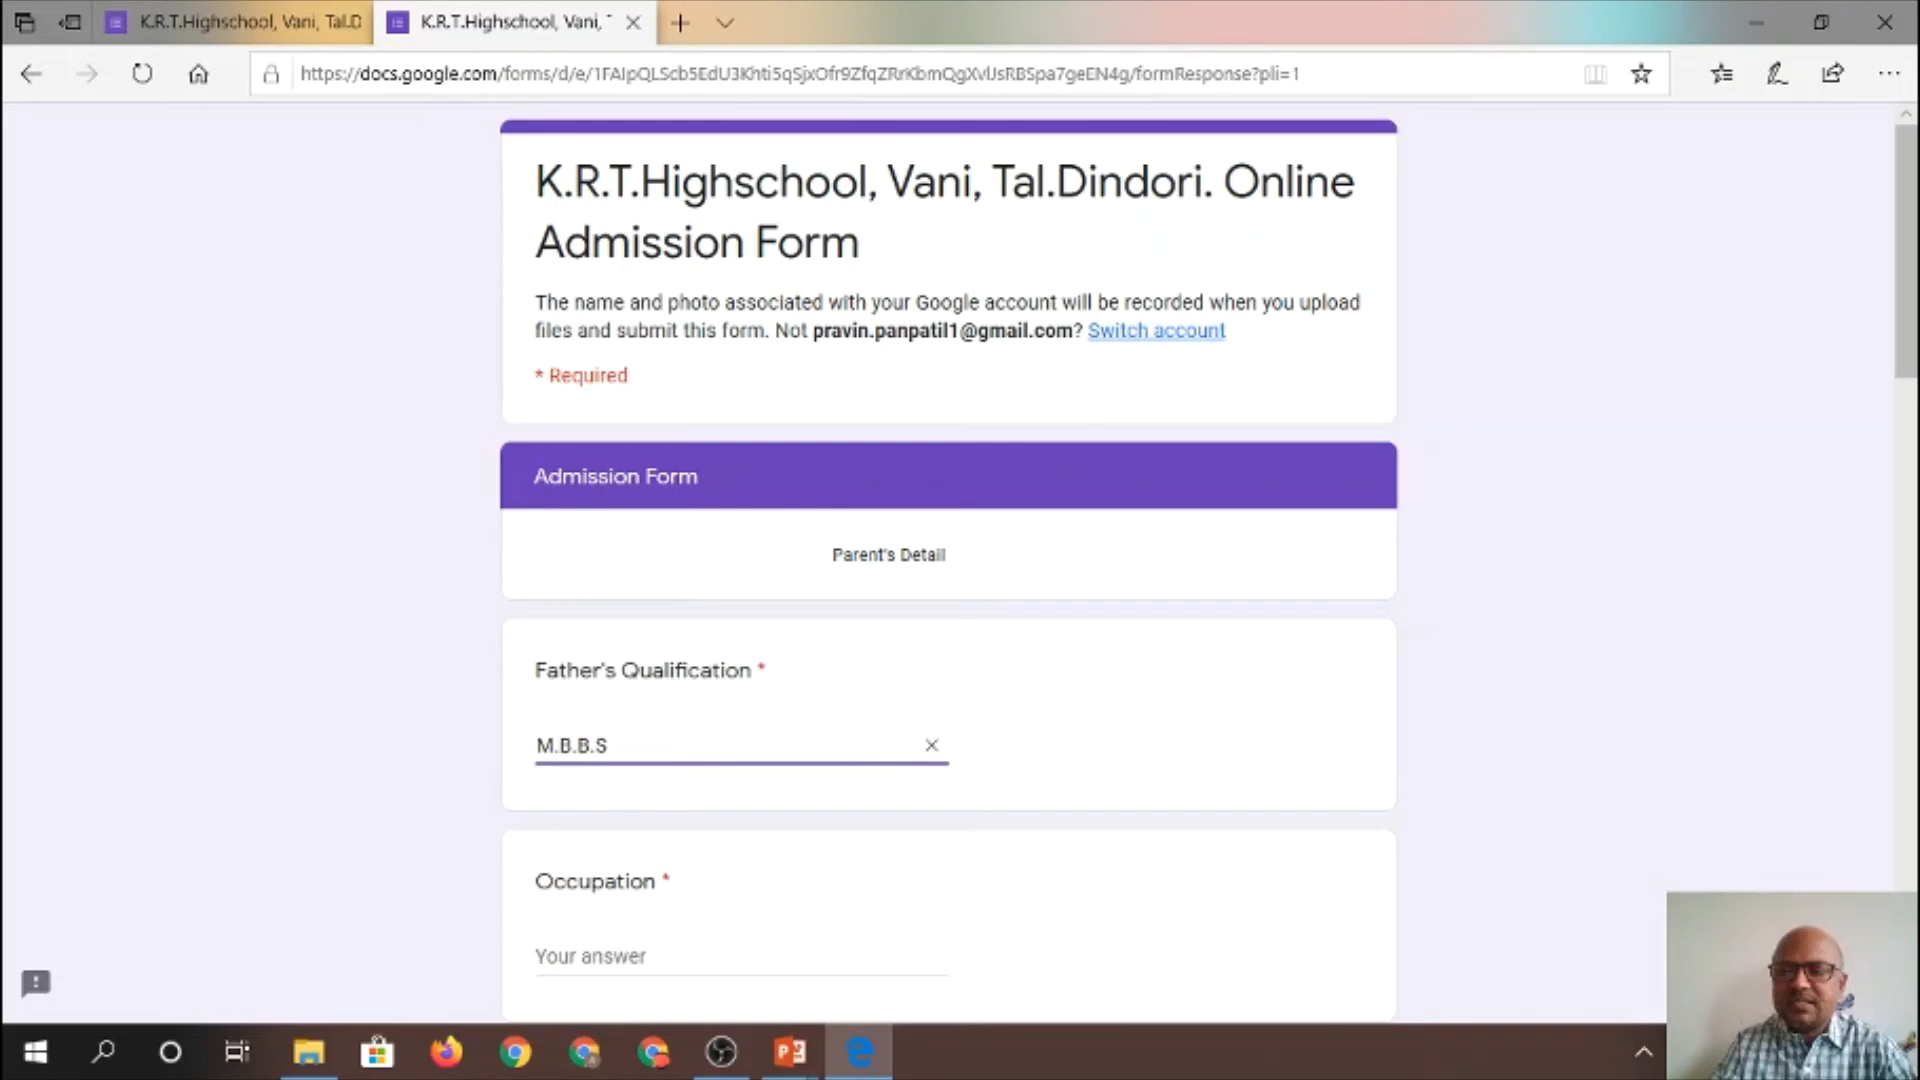 K.R.T.Highschool, Vani, Tal.D
K.R.T.Highschool, Vani,
https://docs.google.com/forms/d/e/1FAIpQLScb5EdU3Khti5qSjxOfr9ZfqZRrKbmQgXvlJsRBSpa7geEN4g/formResponse?pli=1
K.R.T.Highschool, Vani, Tal.Dindori. Online
Admission Form
The name and photo associated with your Google account will be recorded when you upload
files and submit this form. Not pravin.panpatil1@gmail.com? Switch account
* Required
Admission Form
Parent's Detail
Father's Qualification *
M.B.B.S
Occupation *
Your answer